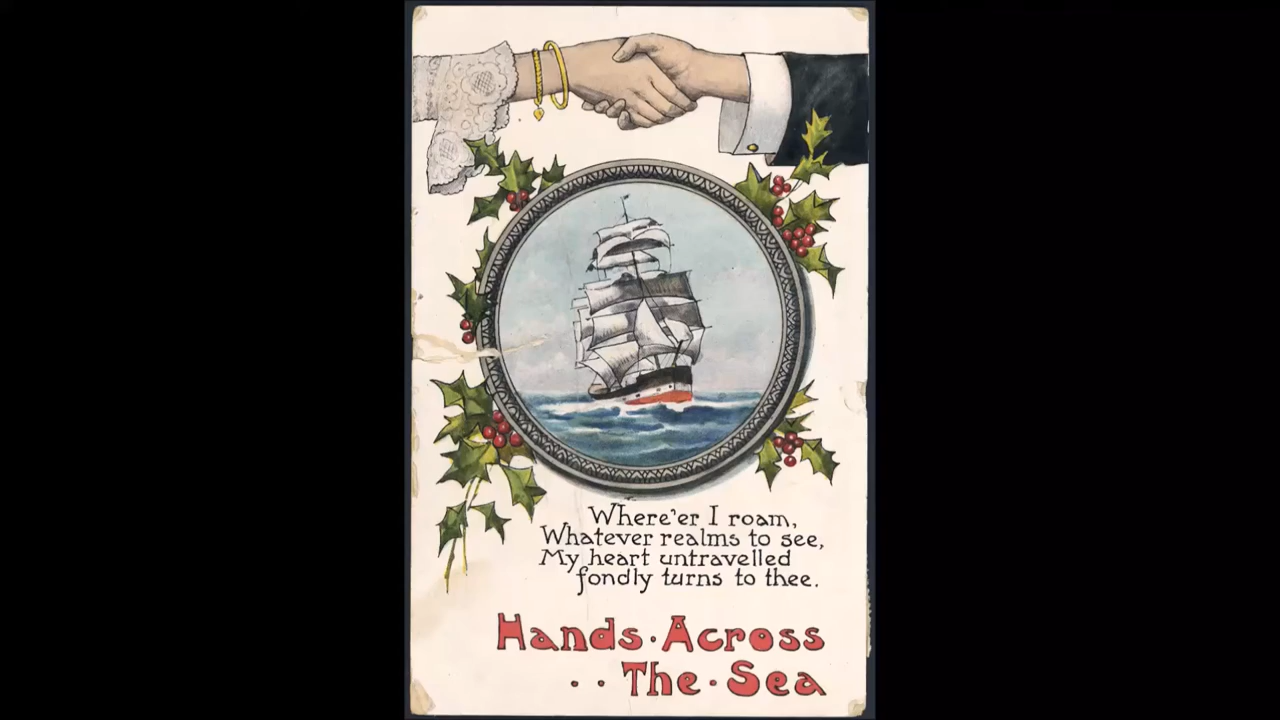 Where'er I roam,
Whatever realms to see,
My heart untravelled
fondly turns to thee.
Hands · Across
· · The · Sea